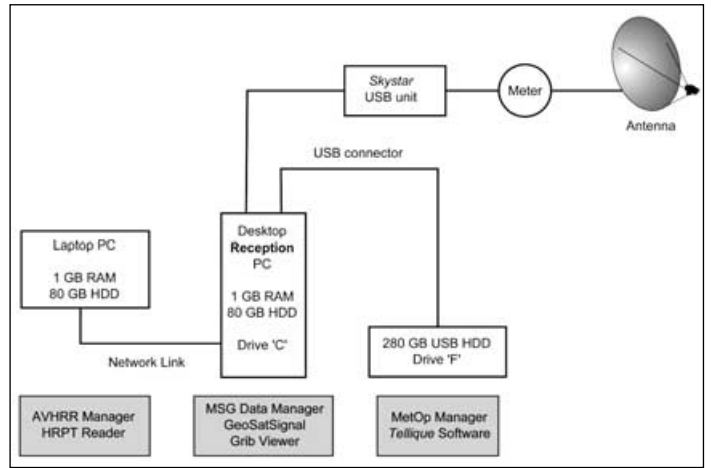 Skystar
USB unit
Meter
Antenna
USB connector
Laptop PC
1 GB RAM
80 GB HDD
Desktop
Reception
PC
1 GB RAM
80 GB HDD
Drive 'C'
Network Link
280 GB USB HDD
Drive 'F'
AVHRR Manager
HRPT Reader
MSG Data Manager
GeoSatSignal
Grib Viewer
MetOp Manager
Tellique Software